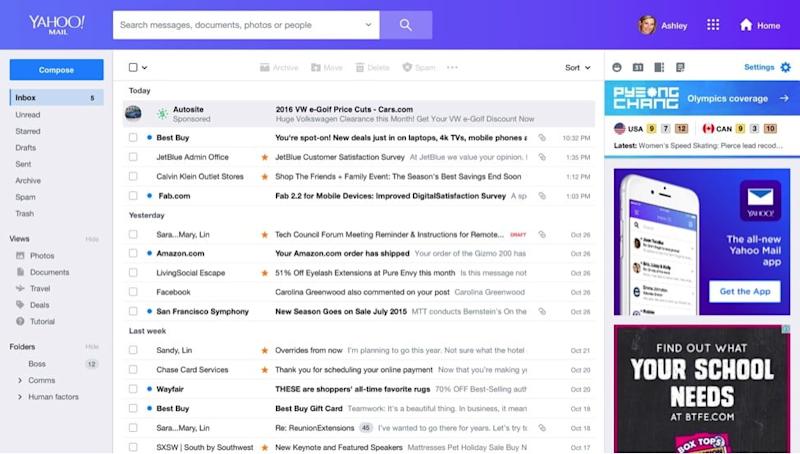 YAHOO!
MAIL
Search messages, documents, photos or people
Ashley
Home
Compose
Inbox 5
Unread
Starred
Drafts
Sent
Archive
Spam
Trash
Views Hide
Photos
Documents
Travel
Deals
Tutorial
Folders Hide
Boss 12
Comms
Human factors
Archive Move Delete Spam Sort
Today
Autosite 2016 VW e-Golf Price Cuts - Cars.com
Sponsored Huge Volkswagen Clearance this Month! Get Your VW e-Golf Discount Now
Best Buy You're spot-on! New deals just in on laptops, 4k TVs, mobile phones a 10:32 PM
JetBlue Admin Office JetBlue Customer Satisfaction Survey At JetBlue we value your opinion. 1:35 PM
Calvin Klein Outlet Stores Shop The Friends + Family Event: The Season's Best Savings End Soon 1:12 PM
Fab.com Fab 2.2 for Mobile Devices: Improved DigitalSatisfaction Survey A sp 1:03 PM
Yesterday
Sara...Mary, Lin Tech Council Forum Meeting Reminder & Instructions for Remote... DRAFT Oct 26
Amazon.com Your Amazon.com order has shipped Your order of the Gizmo 200 has Oct 26
LivingSocial Escape 51% Off Eyelash Extensions at Pure Envy this month Is this message not Oct 26
Facebook Carolina Greenwood also commented on your post Carolina Greenwood Oct 26
San Francisco Symphony New Season Goes on Sale July 2015 MTT conducts Bernstein's On the Oct 26
Last week
Sandy, Lin Overrides from now I'm planning to go this year. Not sure what the hotel Oct 21
Chase Card Services Thank you for scheduling your online payment Now that you're making y Oct 20
Wayfair THESE are shoppers' all-time favorite rugs 70% OFF Best-Selling aut Oct 20
Best Buy Best Buy Gift Card Teamwork: It's a beautiful thing. In business, it mean Oct 18
Sara...Mary, Lin Re: ReunionExtensions 45 I've wanted to go there for years. Let's try t Oct 18
SXSW | South by Southwest New Keynote and Featured Speakers Mattresses Pet Holiday Sale Buy N Oct 17
31 Settings
PYEONG
CHANG Olympics coverage
USA 9 7 12 CAN 9 3 10
Latest: Women's Speed Skating: Pierce lead recod...
YAHOO!
The all-new
Yahoo Mail
app
Get the App
FIND OUT WHAT
YOUR SCHOOL
NEEDS
AT BTFE.COM
BOX TOPS